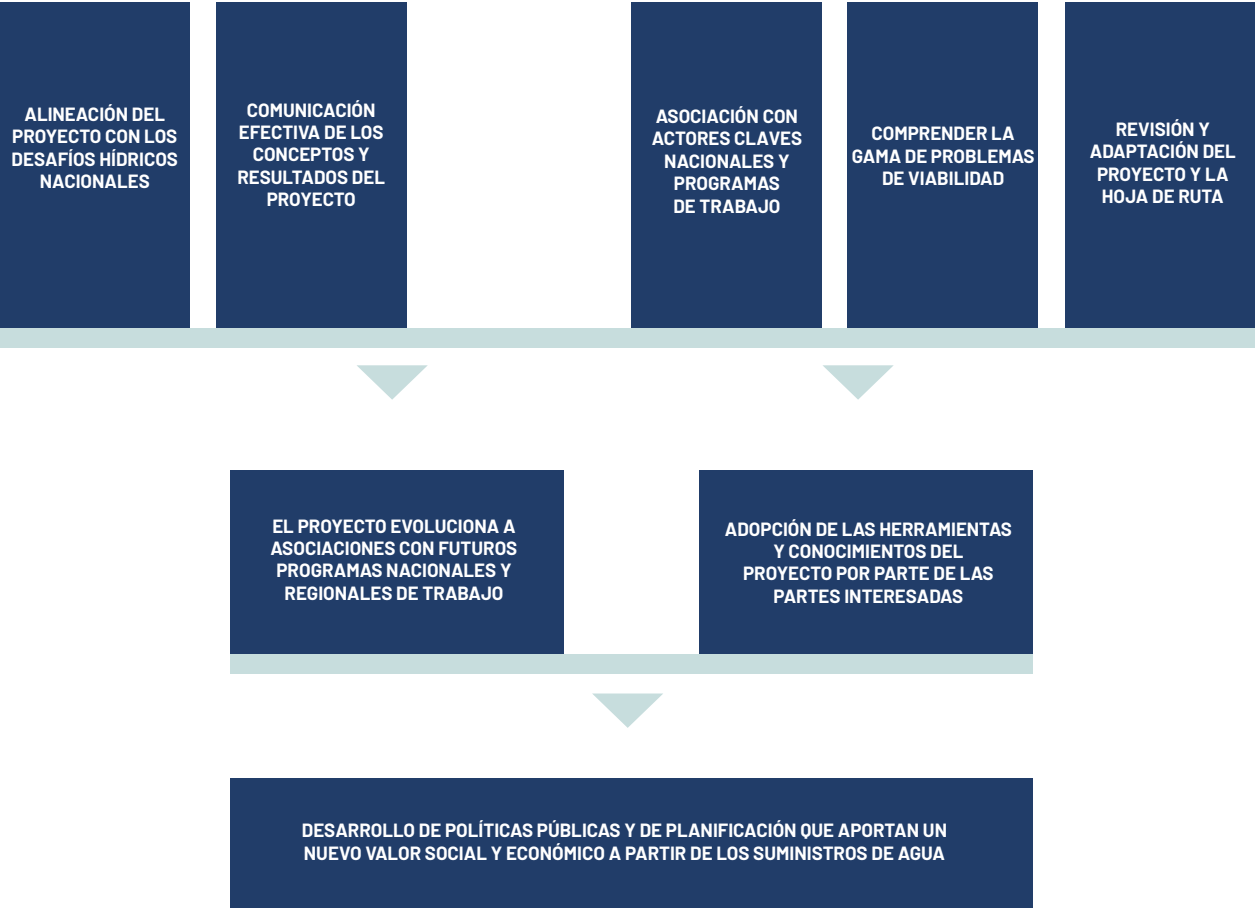 ALINEACIÓN DEL
PROYECTO CON LOS
DESAFÍOS HÍDRICOS
NACIONALES
COMUNICACIÓN
EFECTIVA DE LOS
CONCEPTOS Y
RESULTADOS DEL
PROYECTO
ASOCIACIÓN CON
ACTORES CLAVES
NACIONALES Y
PROGRAMAS
DE TRABAJO
COMPRENDER LA
GAMA DE PROBLEMAS
DE VIABILIDAD
REVISIÓN Y
ADAPTACIÓN DEL
PROYECTO Y LA
HOJA DE RUTA
EL PROYECTO EVOLUCIONA A
ASOCIACIONES CON FUTUROS
PROGRAMAS NACIONALES Y
REGIONALES DE TRABAJO
ADOPCIÓN DE LAS HERRAMIENTAS
Y CONOCIMIENTOS DEL
PROYECTO POR PARTE DE LAS
PARTES INTERESADAS
DESARROLLO DE POLÍTICAS PÚBLICAS Y DE PLANIFICACIÓN QUE APORTAN UN
NUEVO VALOR SOCIAL Y ECONÓMICO A PARTIR DE LOS SUMINISTROS DE AGUA